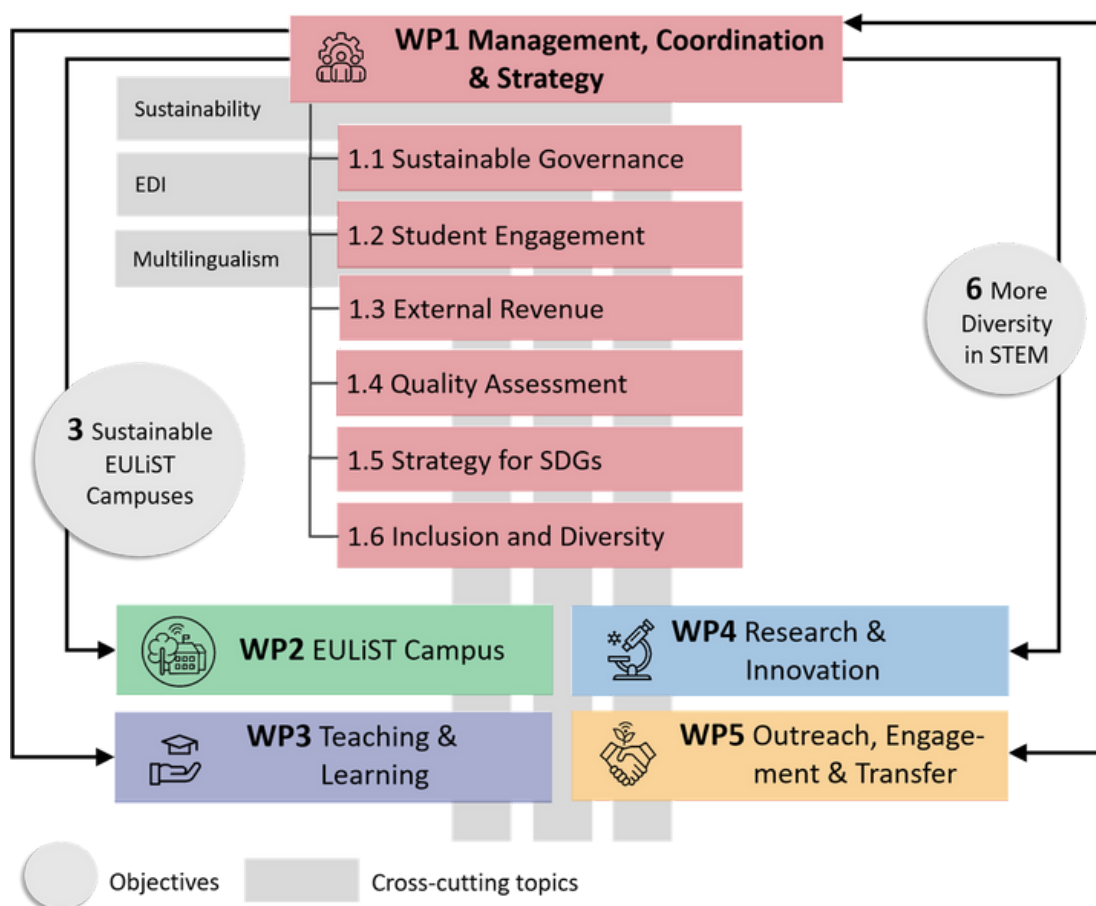 WP1 Management, Coordination
& Strategy
Sustainability
EDI
Multilingualism
1.1 Sustainable Governance
1.2 Student Engagement
1.3 External Revenue
1.4 Quality Assessment
1.5 Strategy for SDGs
1.6 Inclusion and Diversity
3 Sustainable
EULiST
Campuses
6 More
Diversity
in STEM
WP2 EULiST Campus
WP4 Research &
Innovation
WP3 Teaching &
Learning
WP5 Outreach, Engage-
ment & Transfer
Objectives
Cross-cutting topics